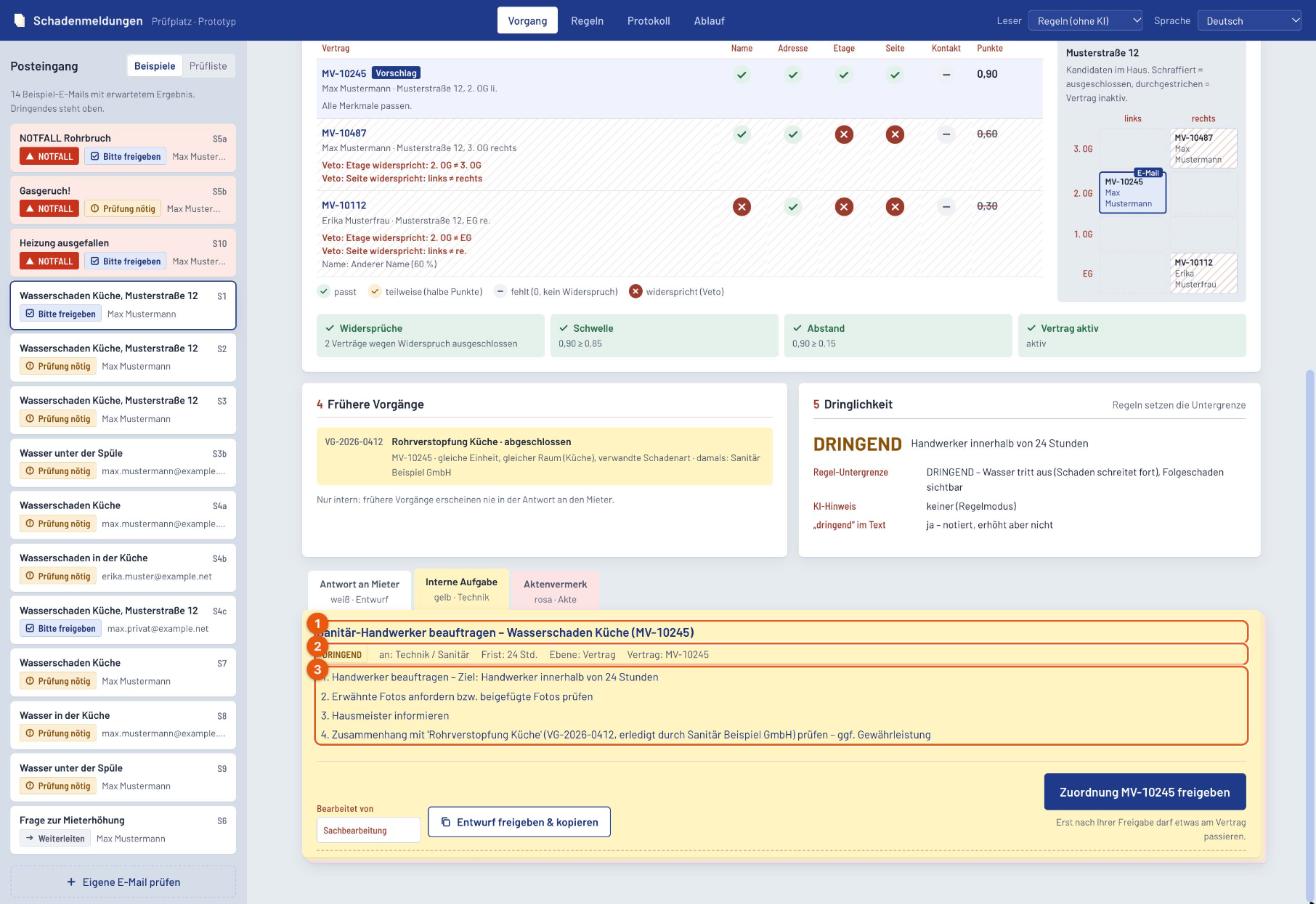 Schadenmeldungen Prüfplatz · Prototyp
Vorgang Regeln Protokoll Ablauf
Leser Regeln (ohne KI) Sprache Deutsch
Posteingang Beispiele Prüfliste
14 Beispiel-E-Mails mit erwartetem Ergebnis.
Dringendes steht oben.
NOTFALL Rohrbruch S5a
NOTFALL Bitte freigeben Max Muster...
Gasgeruch! S5b
NOTFALL Prüfung nötig Max Muster...
Heizung ausgefallen S10
NOTFALL Bitte freigeben Max Muster...
Wasserschaden Küche, Musterstraße 12 S1
Bitte freigeben Max Mustermann
Wasserschaden Küche, Musterstraße 12 S2
Prüfung nötig Max Mustermann
Wasserschaden Küche, Musterstraße 12 S3
Prüfung nötig Max Mustermann
Wasser unter der Spüle S3b
Prüfung nötig max.mustermann@example....
Wasserschaden Küche S4a
Prüfung nötig max.mustermann@example....
Wasserschaden in der Küche S4b
Prüfung nötig erika.muster@example.net
Wasserschaden Küche, Musterstraße 12 S4c
Bitte freigeben max.privat@example.net
Wasserschaden Küche S7
Prüfung nötig Max Mustermann
Wasser in der Küche S8
Prüfung nötig max.mustermann@example....
Wasser unter der Spüle S9
Prüfung nötig Max Mustermann
Frage zur Mieterhöhung S6
→ Weiterleiten Max Mustermann
+ Eigene E-Mail prüfen
Vertrag Name Adresse Etage Seite Kontakt Punkte
MV-10245 Vorschlag 0,90
Max Mustermann · Musterstraße 12, 2. OG li.
Alle Merkmale passen.
MV-10487 0,60
Max Mustermann · Musterstraße 12, 3. OG rechts
Veto: Etage widerspricht: 2. OG ≠ 3. OG
Veto: Seite widerspricht: links ≠ rechts
MV-10112 0,30
Erika Musterfrau · Musterstraße 12, EG re.
Veto: Etage widerspricht: 2. OG ≠ EG
Veto: Seite widerspricht: links ≠ re.
Name: Anderer Name (60 %)
passt teilweise (halbe Punkte) fehlt (0, kein Widerspruch) widerspricht (Veto)
Musterstraße 12
Kandidaten im Haus. Schraffiert =
ausgeschlossen, durchgestrichen =
Vertrag inaktiv.
links rechts
3. OG
MV-10487
Max
Mustermann
2. OG
E-Mail
MV-10245
Max
Mustermann
1. OG
EG
MV-10112
Erika
Musterfrau
Widersprüche
2 Verträge wegen Widerspruch ausgeschlossen
Schwelle
0,90 ≥ 0,85
Abstand
0,90 ≥ 0,15
Vertrag aktiv
aktiv
4 Frühere Vorgänge
VG-2026-0412 Rohrverstopfung Küche · abgeschlossen
MV-10245 · gleiche Einheit, gleicher Raum (Küche), verwandte Schadenart · damals: Sanitär
Beispiel GmbH
Nur intern: frühere Vorgänge erscheinen nie in der Antwort an den Mieter.
5 Dringlichkeit Regeln setzen die Untergrenze
DRINGEND Handwerker innerhalb von 24 Stunden
Regel-Untergrenze DRINGEND – Wasser tritt aus (Schaden schreitet fort), Folgeschaden
sichtbar
KI-Hinweis keiner (Regelmodus)
„dringend" im Text ja – notiert, erhöht aber nicht
Antwort an Mieter
weiß · Entwurf
Interne Aufgabe
gelb · Technik
Aktenvermerk
rosa · Akte
1
Sanitär-Handwerker beauftragen – Wasserschaden Küche (MV-10245)
2
DRINGEND an: Technik / Sanitär Frist: 24 Std. Ebene: Vertrag Vertrag: MV-10245
3
1. Handwerker beauftragen – Ziel: Handwerker innerhalb von 24 Stunden
2. Erwähnte Fotos anfordern bzw. beigefügte Fotos prüfen
3. Hausmeister informieren
4. Zusammenhang mit 'Rohrverstopfung Küche' (VG-2026-0412, erledigt durch Sanitär Beispiel GmbH) prüfen – ggf. Gewährleistung
Bearbeitet von
Sachbearbeitung
Entwurf freigeben & kopieren
Zuordnung MV-10245 freigeben
Erst nach Ihrer Freigabe darf etwas am Vertrag
passieren.